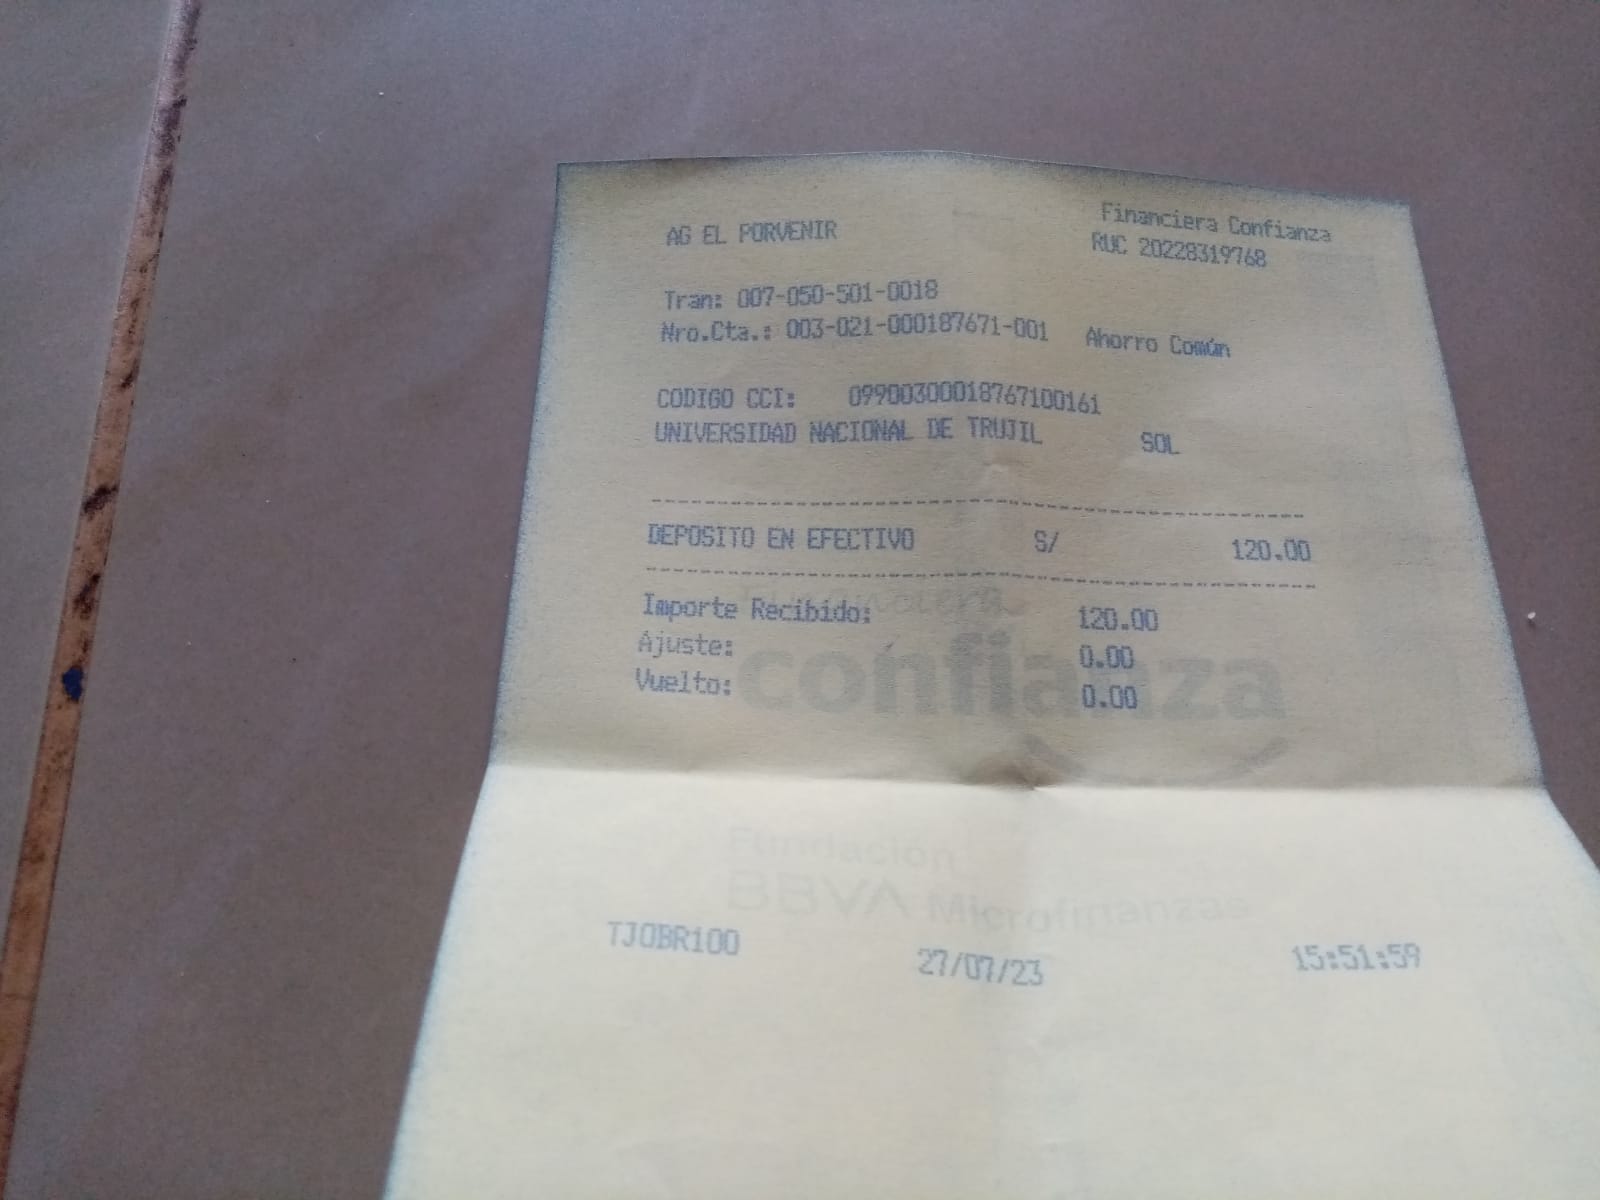 AG EL PORVENIR
Financiera Confianza
RUC 20228319768
Tran: 007-050-501-0018
Nro.Cta.: 003-021-000187671-001 Ahorro Común
CODIGO CCI: 09900300018767100161
UNIVERSIDAD NACIONAL DE TRUJIL SOL
DEPOSITO EN EFECTIVO S/ 120.00
Importe Recibido: 120.00
Ajuste: 0.00
Vuelto: 0.00
confianza
Fundación
BBVA Microfinanzas
TJOBR100 27/07/23 15:51:59